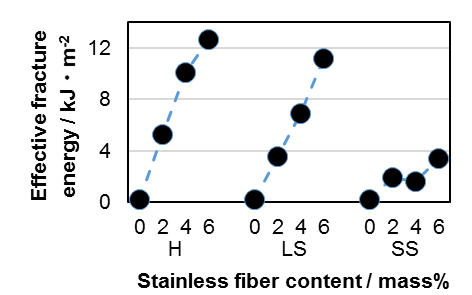 Effective fracture
energy / kJ・m-2
12
8
4
0
0 2 4 6 0 2 4 6 0 2 4 6
H LS SS
Stainless fiber content / mass%